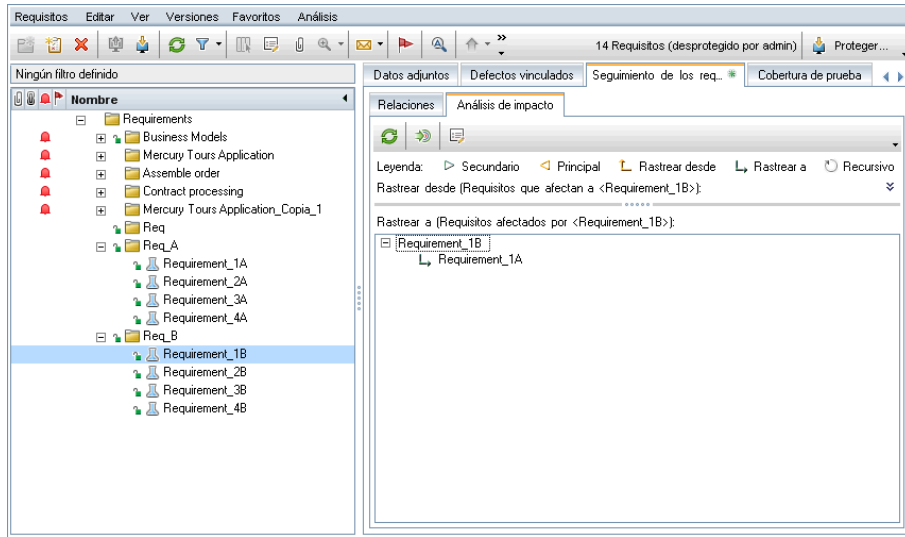 Requisitos Editar Ver Versiones Favoritos Análisis
14 Requisitos (desprotegido por admin) Proteger...
Ningún filtro definido
Datos adjuntos Defectos vinculados Seguimiento de los req... Cobertura de prueba
Nombre
Relaciones Análisis de impacto
Requirements
Business Models
Mercury Tours Application
Assemble order
Contract processing
Mercury Tours Application_Copia_1
Req
Req_A
Requirement_1A
Requirement_2A
Requirement_3A
Requirement_4A
Req_B
Requirement_1B
Requirement_2B
Requirement_3B
Requirement_4B
Leyenda: Secundario Principal Rastrear desde Rastrear a Recursivo
Rastrear desde (Requisitos que afectan a <Requirement_1B>):
Rastrear a (Requisitos afectados por <Requirement_1B>):
Requirement_1B
Requirement_1A